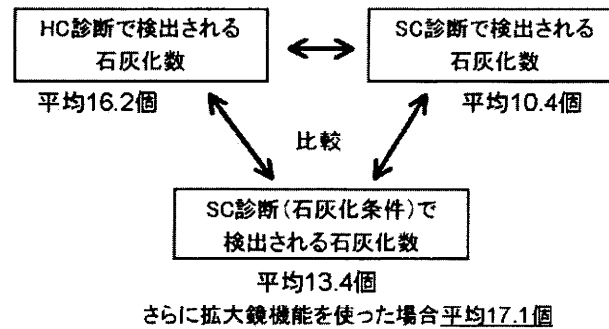 HC診断で検出される
石灰化数
平均16.2個
SC診断で検出される
石灰化数
平均10.4個
比較
SC診断(石灰化条件)で
検出される石灰化数
平均13.4個
さらに拡大鏡機能を使った場合平均17.1個